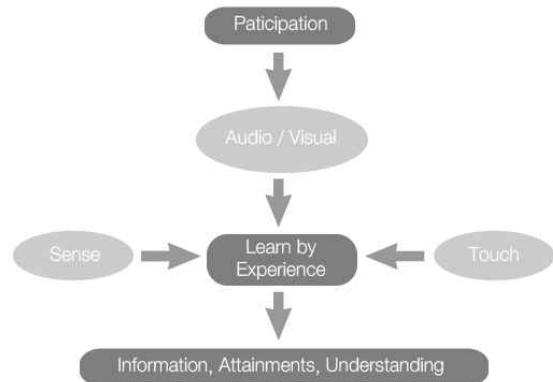 Paticipation
Audio / Visual
Sense
Learn by
Experience
Touch
Information, Attainments, Understanding